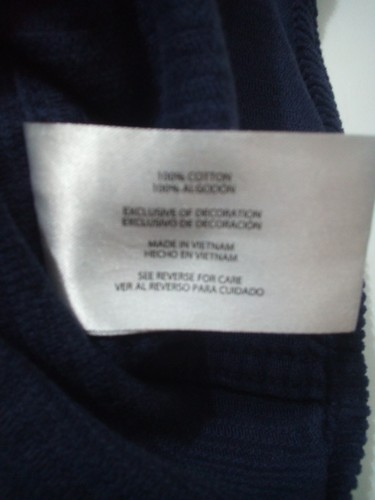 100% COTTON
100% ALGODÓN
EXCLUSIVE OF DECORATION
EXCLUSIVO DE DECORACIÓN
MADE IN VIETNAM
HECHO EN VIETNAM
SEE REVERSE FOR CARE
VER AL REVERSO PARA CUIDADO